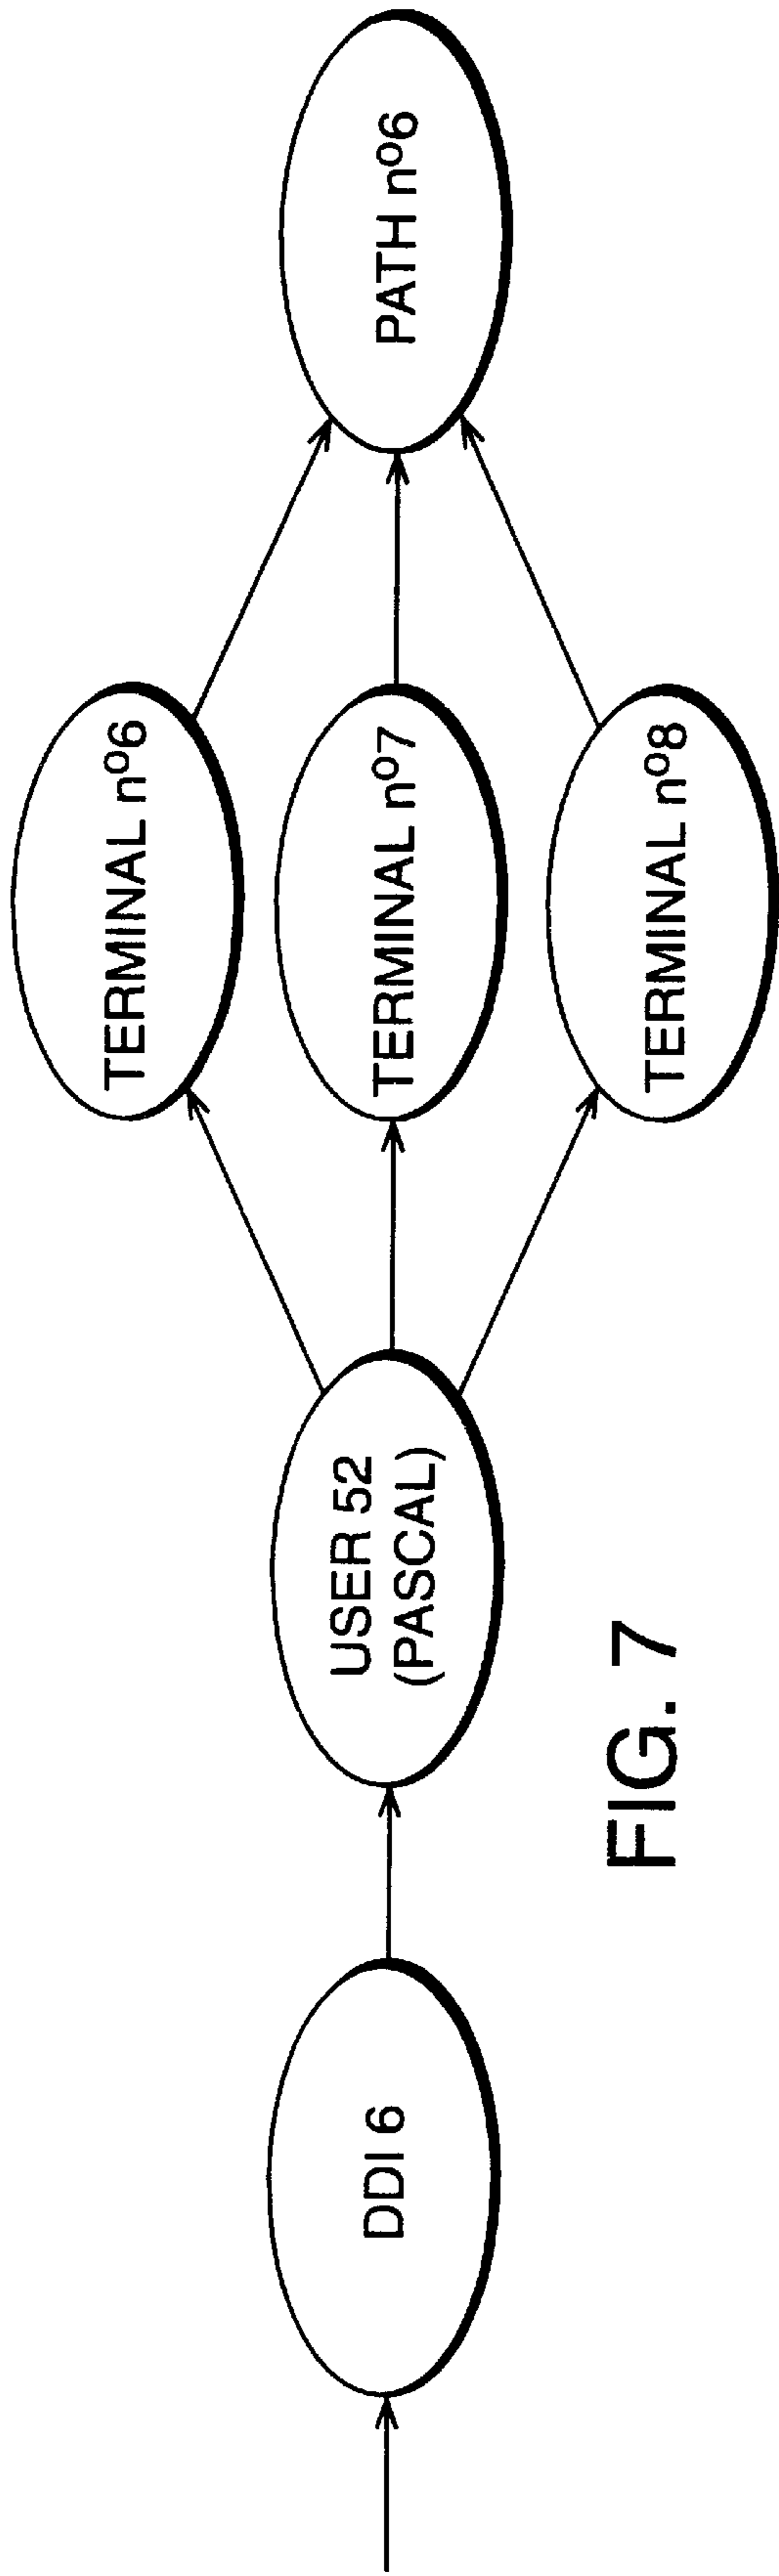 DDI 6
USER 52
(PASCAL)
TERMINAL nº6
TERMINAL nº7
TERMINAL nº8
PATH nº6
FIG. 7